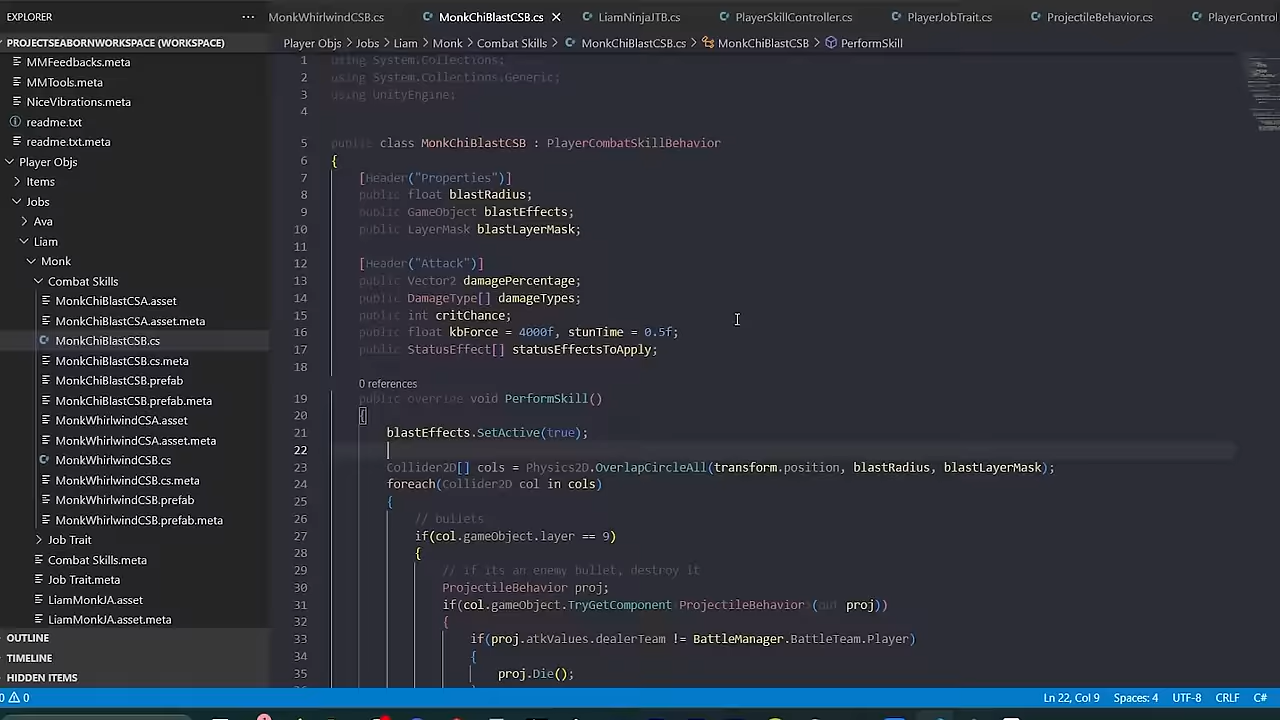 EXPLORER
MonkWhirlwindCSB.cs
MonkChiBlastCSB.cs
LiamNinjaJTB.cs
PlayerSkillController.cs
PlayerJobTrait.cs
ProjectileBehavior.cs
PlayerContro
PROJECTSEABORNWORKSPACE (WORKSPACE)
Player Objs > Jobs > Liam > Monk > Combat Skills > MonkChiBlastCSB.cs > MonkChiBlastCSB > PerformSkill
MMFeedbacks.meta
MMTools.meta
NiceVibrations.meta
readme.txt
readme.txt.meta
Player Objs
Items
Jobs
Ava
Liam
Monk
Combat Skills
MonkChiBlastCSA.asset
MonkChiBlastCSA.asset.meta
MonkChiBlastCSB.cs
MonkChiBlastCSB.cs.meta
MonkChiBlastCSB.prefab
MonkChiBlastCSB.prefab.meta
MonkWhirlwindCSA.asset
MonkWhirlwindCSA.asset.meta
MonkWhirlwindCSB.cs
MonkWhirlwindCSB.cs.meta
MonkWhirlwindCSB.prefab
MonkWhirlwindCSB.prefab.meta
Job Trait
Combat Skills.meta
Job Trait.meta
LiamMonkJA.asset
LiamMonkJA.asset.meta
OUTLINE
TIMELINE
HIDDEN ITEMS
1 using System.Collections;
2 using System.Collections.Generic;
3 using UnityEngine;
4
5 public class MonkChiBlastCSB : PlayerCombatSkillBehavior
6 {
7 [Header("Properties")]
8 public float blastRadius;
9 public GameObject blastEffects;
10 public LayerMask blastLayerMask;
11
12 [Header("Attack")]
13 public Vector2 damagePercentage;
14 public DamageType[] damageTypes;
15 public int critChance;
16 public float kbForce = 4000f, stunTime = 0.5f;
17 public StatusEffect[] statusEffectsToApply;
18
0 references
19 public override void PerformSkill()
20 {
21 blastEffects.SetActive(true);
22
23 Collider2D[] cols = Physics2D.OverlapCircleAll(transform.position, blastRadius, blastLayerMask);
24 foreach(Collider2D col in cols)
25 {
26 // bullets
27 if(col.gameObject.layer == 9)
28 {
29 // if its an enemy bullet, destroy it
30 ProjectileBehavior proj;
31 if(col.gameObject.TryGetComponent ProjectileBehavior (out proj))
32 {
33 if(proj.atkValues.dealerTeam != BattleManager.BattleTeam.Player)
34 {
35 proj.Die();
0 0
Ln 22, Col 9
Spaces: 4
UTF-8
CRLF
C#